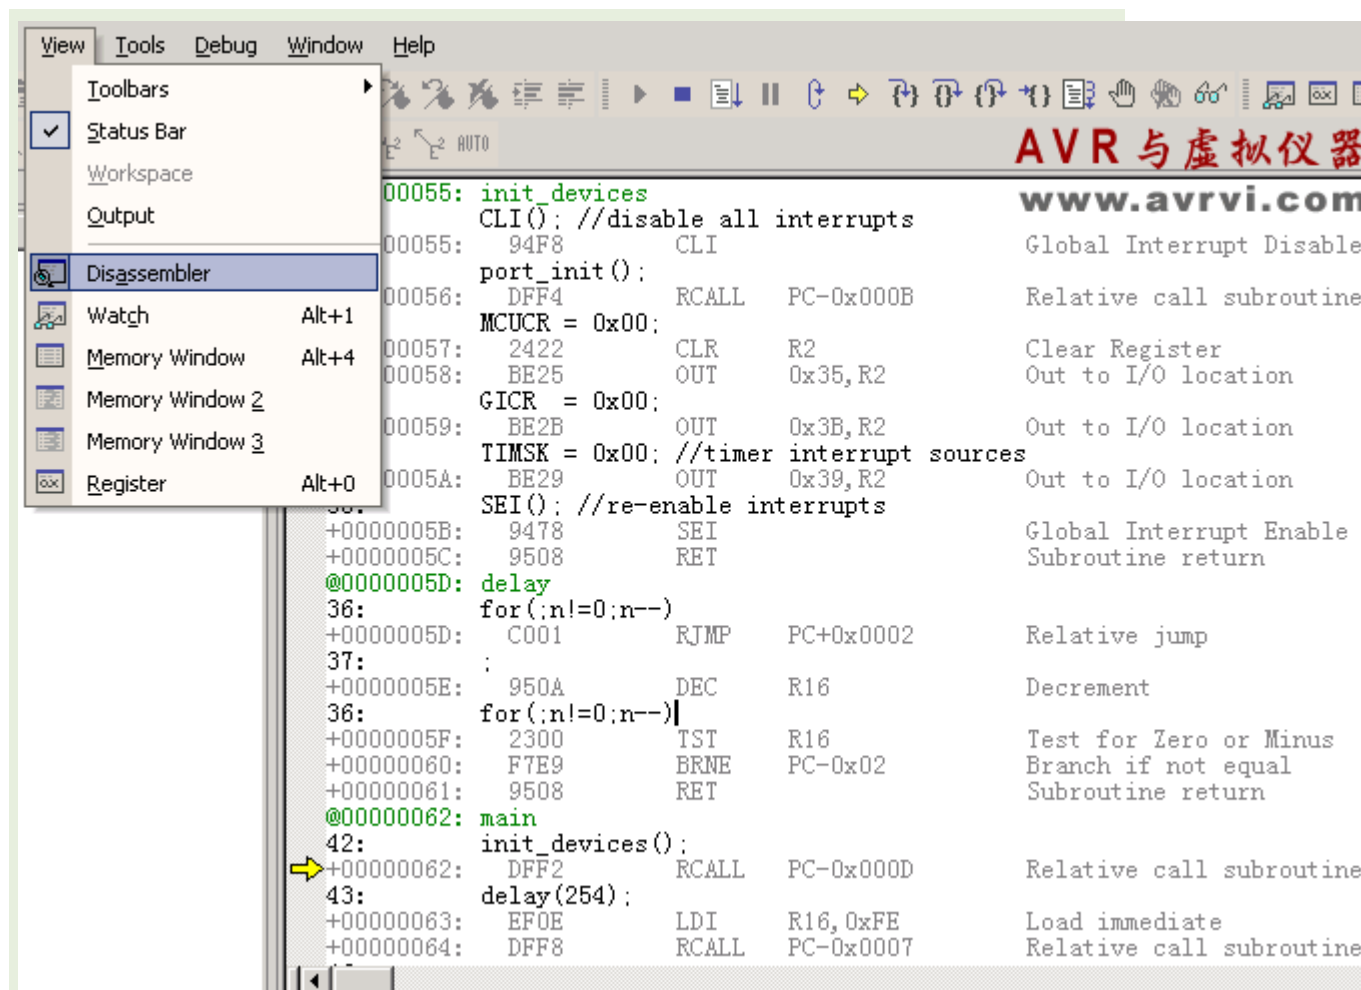 View Tools Debug Window Help
Toolbars
Status Bar
Workspace
Output
Disassembler
Watch Alt+1
Memory Window Alt+4
Memory Window 2
Memory Window 3
Register Alt+0
AUTO
AVR与虚拟仪器
www.avrvi.com
00055: init_devices
CLI(); //disable all interrupts
00055: 94F8 CLI Global Interrupt Disable
port_init();
00056: DFF4 RCALL PC-0x000B Relative call subroutine
MCUCR = 0x00;
00057: 2422 CLR R2 Clear Register
00058: BE25 OUT 0x35,R2 Out to I/O location
GICR = 0x00;
00059: BE2B OUT 0x3B,R2 Out to I/O location
TIMSK = 0x00; //timer interrupt sources
0005A: BE29 OUT 0x39,R2 Out to I/O location
SEI(); //re-enable interrupts
+0000005B: 9478 SEI Global Interrupt Enable
+0000005C: 9508 RET Subroutine return
@0000005D: delay
36: for(;n!=0;n--)
+0000005D: C001 RJMP PC+0x0002 Relative jump
37: ;
+0000005E: 950A DEC R16 Decrement
36: for(;n!=0;n--)
+0000005F: 2300 TST R16 Test for Zero or Minus
+00000060: F7E9 BRNE PC-0x02 Branch if not equal
+00000061: 9508 RET Subroutine return
@00000062: main
42: init_devices();
+00000062: DFF2 RCALL PC-0x000D Relative call subroutine
43: delay(254);
+00000063: EF0E LDI R16,0xFE Load immediate
+00000064: DFF8 RCALL PC-0x0007 Relative call subroutine